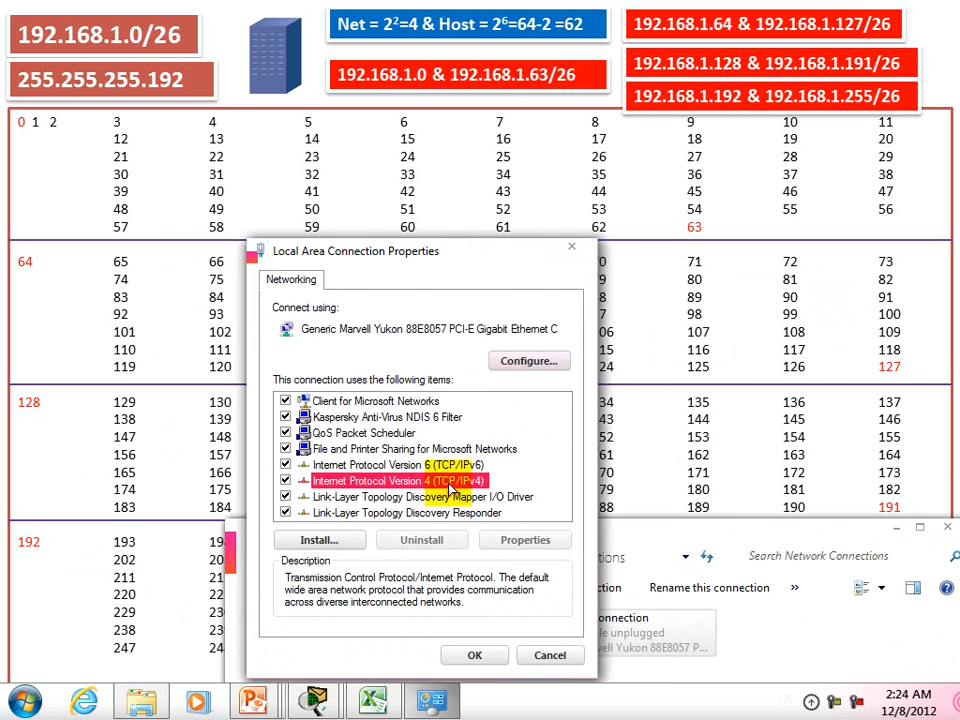 192.168.1.0/26
255.255.255.192
Net = 2²=4 & Host = 2⁶=64-2 =62
192.168.1.0 & 192.168.1.63/26
192.168.1.64 & 192.168.1.127/26
192.168.1.128 & 192.168.1.191/26
192.168.1.192 & 192.168.1.255/26
0 1 2 3 4 5 6 7 8 9 10 11
12 13 14 15 16 17 18 19 20
21 22 23 24 25 26 27 28 29
30 31 32 33 34 35 36 37 38
39 40 41 42 43 44 45 46 47
48 49 50 51 52 53 54 55 56
57 58 59 60 61 62 63
64 65 66 71 72 73
74 75 80 81 82
83 84 89 90 91
92 93 98 99 100
101 102 107 108 109
110 111 116 117 118
119 120 125 126 127
128 129 130 135 136 137
138 139 144 145 146
147 148 153 154 155
156 157 162 163 164
165 166 171 172 173
174 175 180 181 182
183 184 189 190 191
192 193
202
211
220
229
238
247
Local Area Connection Properties
Networking
Connect using:
Generic Marvell Yukon 88E8057 PCI-E Gigabit Ethernet C
Configure...
This connection uses the following items:
Client for Microsoft Networks
Kaspersky Anti-Virus NDIS 6 Filter
QoS Packet Scheduler
File and Printer Sharing for Microsoft Networks
Internet Protocol Version 6 (TCP/IPv6)
Internet Protocol Version 4 (TCP/IPv4)
Link-Layer Topology Discovery Mapper I/O Driver
Link-Layer Topology Discovery Responder
Install... Uninstall Properties
Description
Transmission Control Protocol/Internet Protocol. The default
wide area network protocol that provides communication
across diverse interconnected networks.
OK Cancel
Search Network Connections
Rename this connection »
unplugged
Yukon 88E8057 P...
2:24 AM
12/8/2012